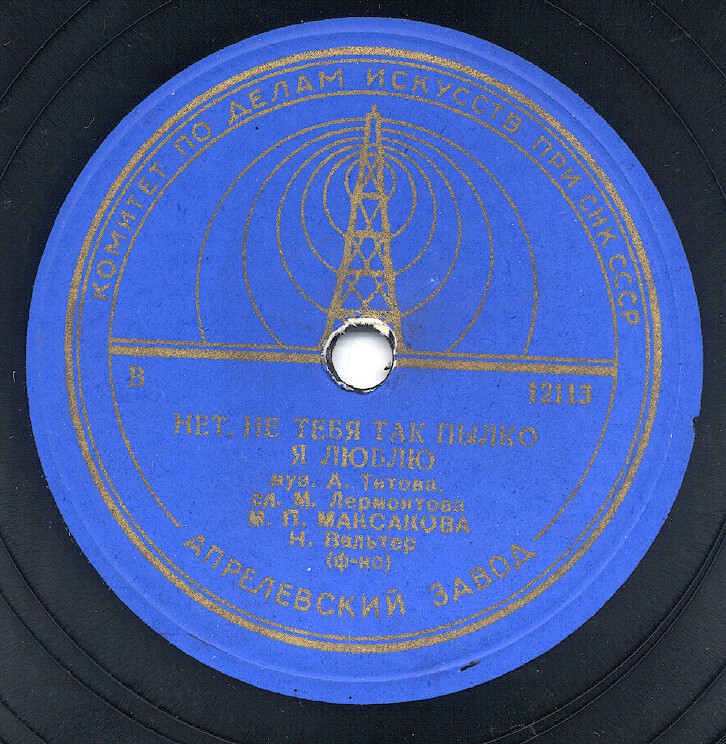 КОМИТЕТ ПО ДЕЛАМ ИСКУССТВ ПРИ СНК СССР
В 12113
НЕТ, НЕ ТЕБЯ ТАК ПЫЛКО
Я ЛЮБЛЮ
муз. А. Титова.
сл. М. Лермонтова
М. П. МАКСАКОВА
Н. Вальтер
(ф-но)
АПРЕЛЕВСКИЙ ЗАВОД